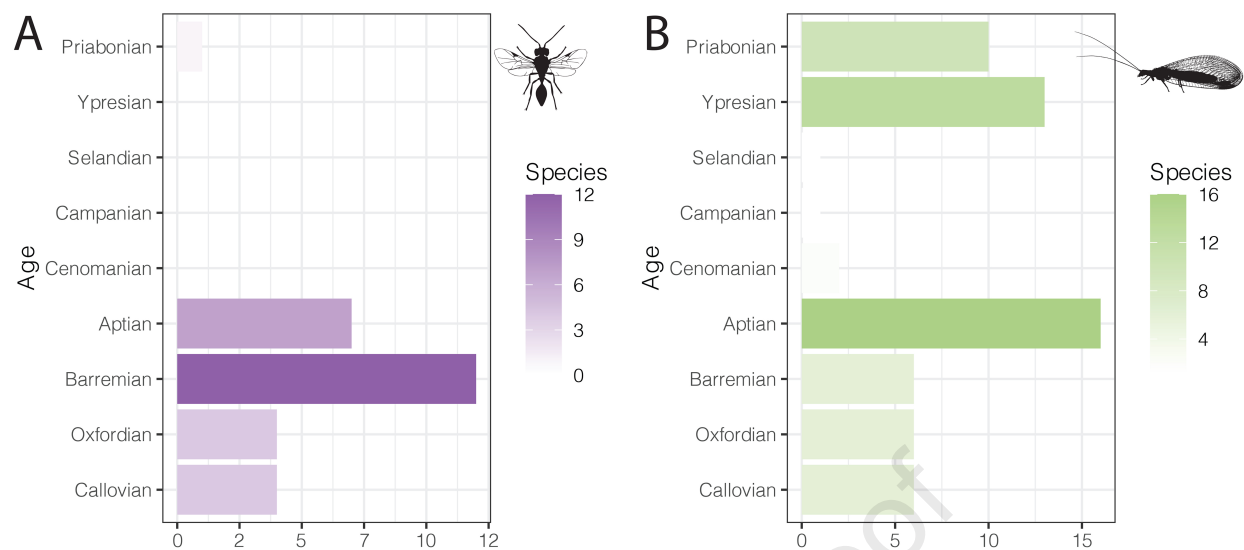 A
Age
Priabonian
Ypresian
Selandian
Campanian
Cenomanian
Aptian
Barremian
Oxfordian
Callovian
0 2 5 7 10 12
Species
12
9
6
3
0
B
Age
Priabonian
Ypresian
Selandian
Campanian
Cenomanian
Aptian
Barremian
Oxfordian
Callovian
0 5 10 15
Species
16
12
8
4
oof